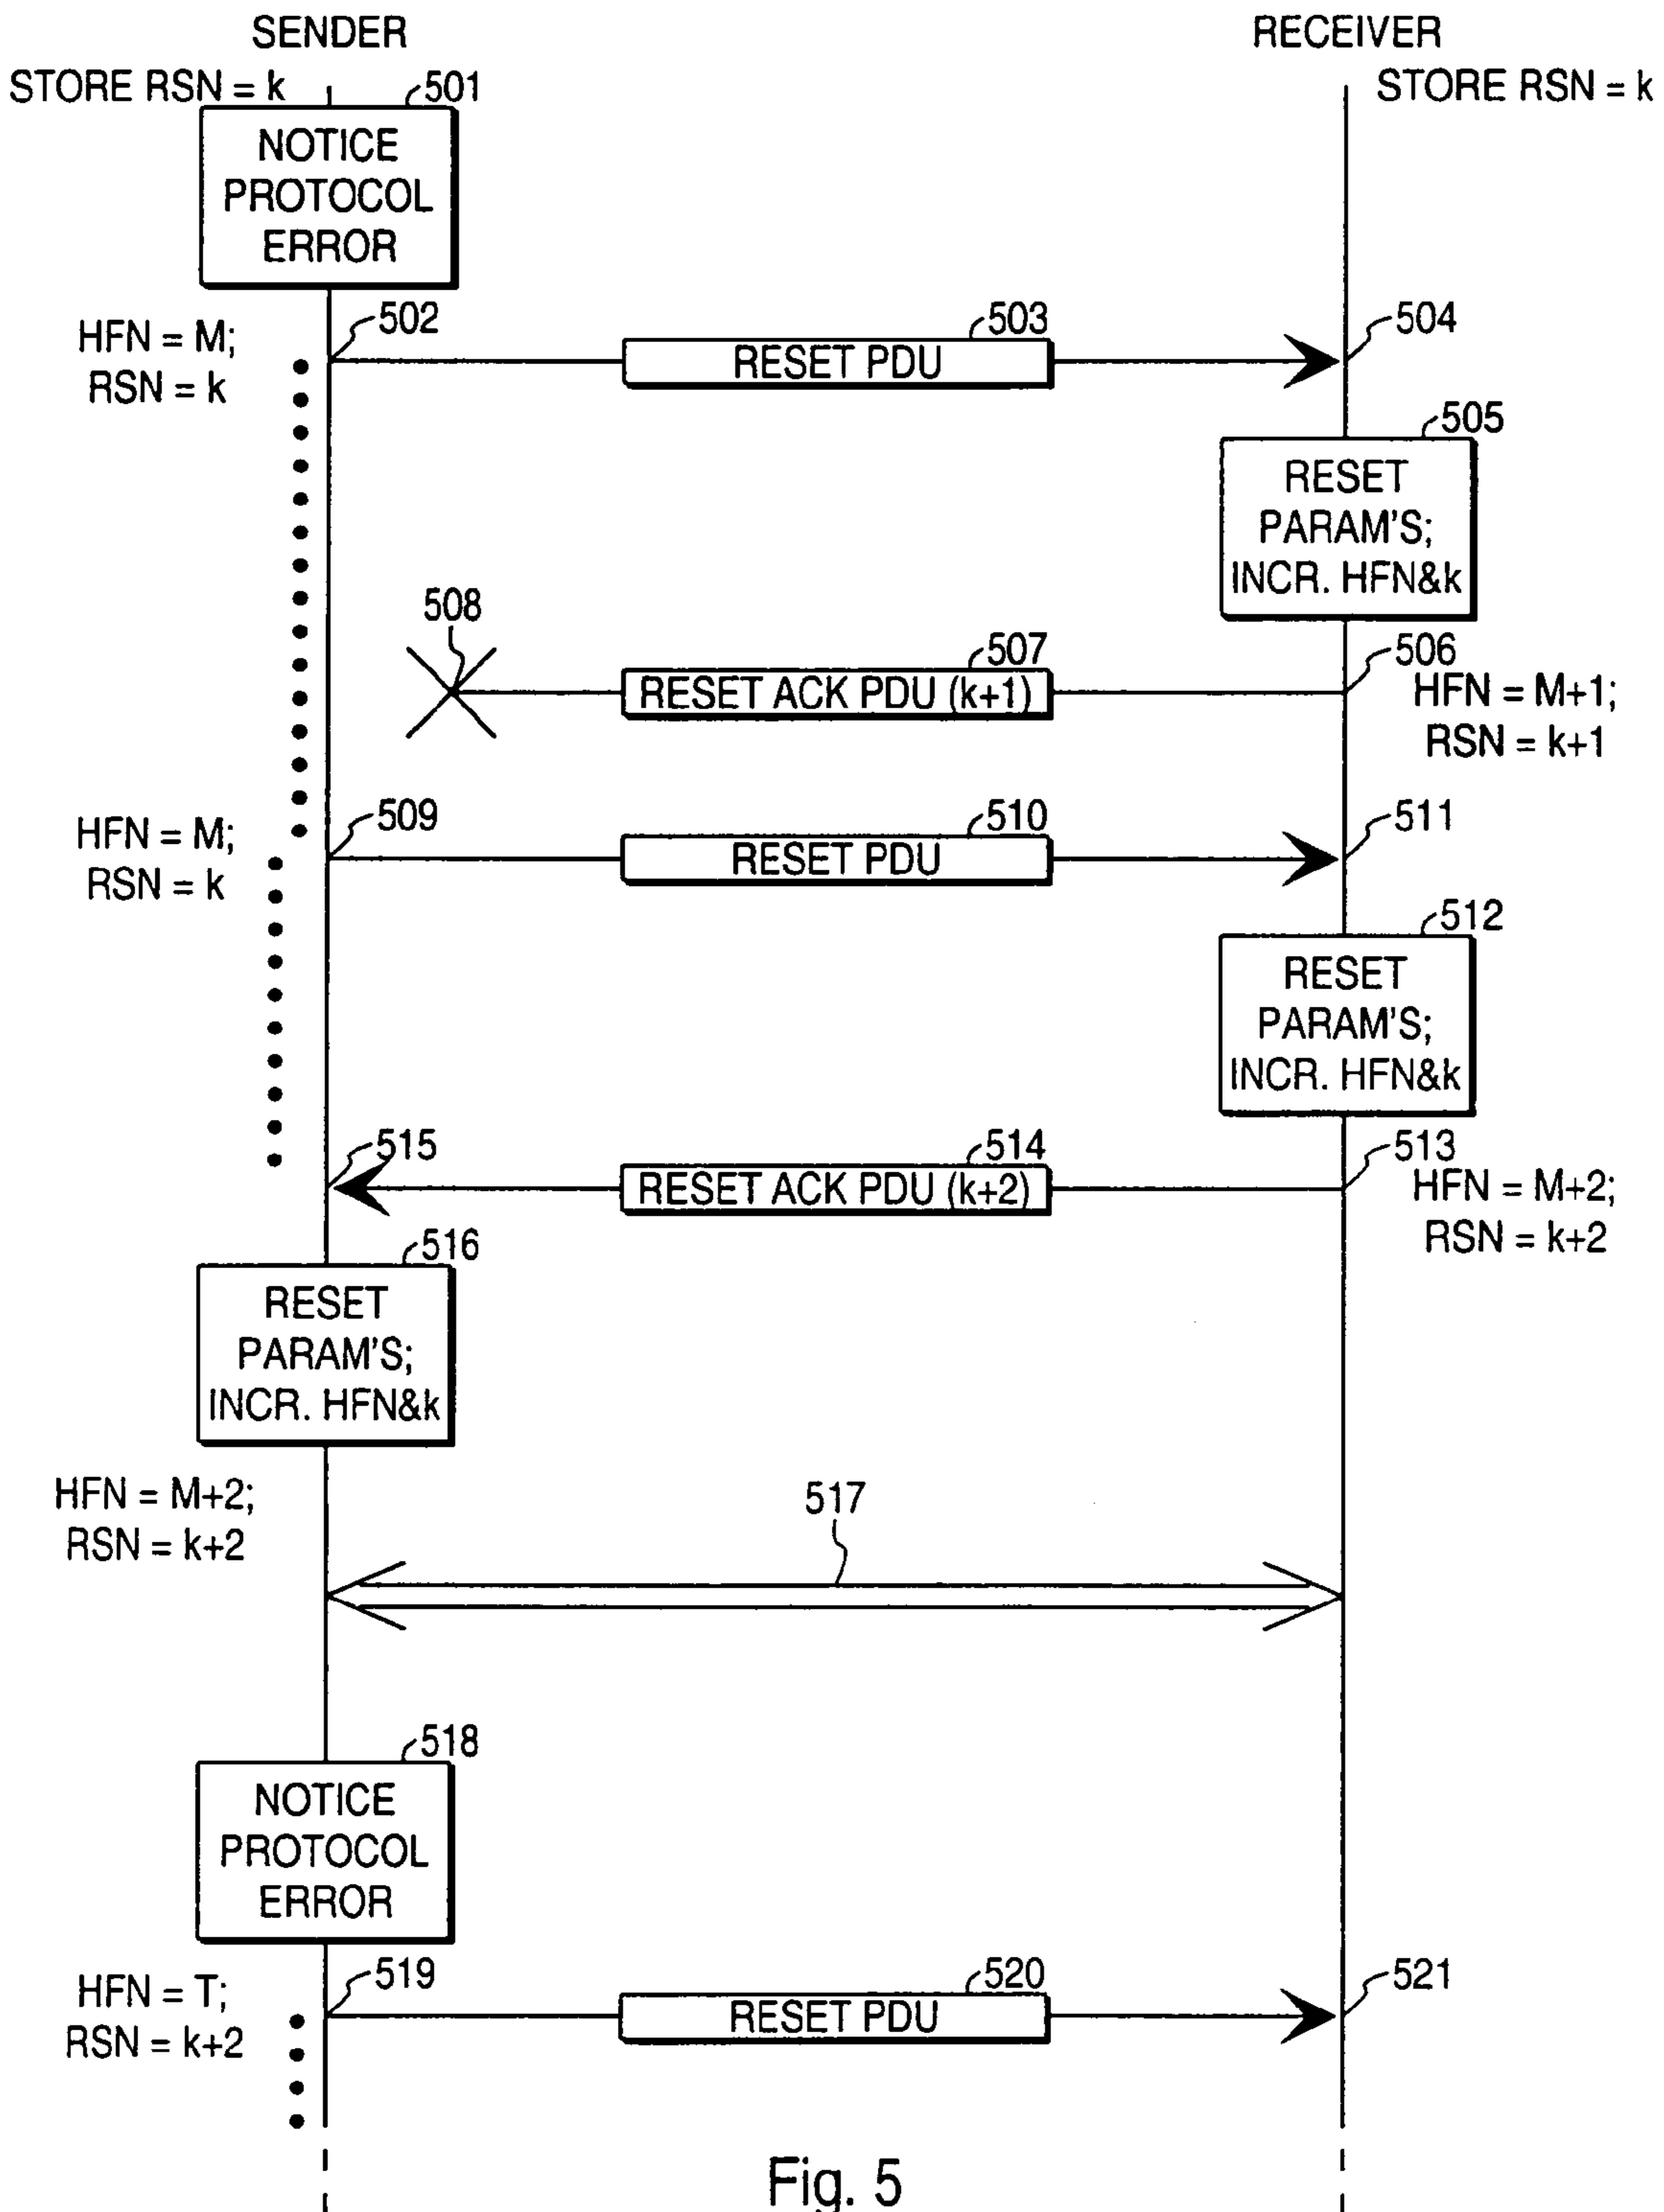 SENDER
RECEIVER
STORE RSN = k
501
STORE RSN = k
NOTICE
PROTOCOL
ERROR
HFN = M;
RSN = k
502
503
RESET PDU
504
505
RESET
PARAM'S;
INCR. HFN&k
508
507
RESET ACK PDU (k+1)
506
HFN = M+1;
RSN = k+1
HFN = M;
RSN = k
509
510
RESET PDU
511
512
RESET
PARAM'S;
INCR. HFN&k
515
514
RESET ACK PDU (k+2)
513
HFN = M+2;
RSN = k+2
516
RESET
PARAM'S;
INCR. HFN&k
HFN = M+2;
RSN = k+2
517
518
NOTICE
PROTOCOL
ERROR
HFN = T;
RSN = k+2
519
520
RESET PDU
521
Fig. 5